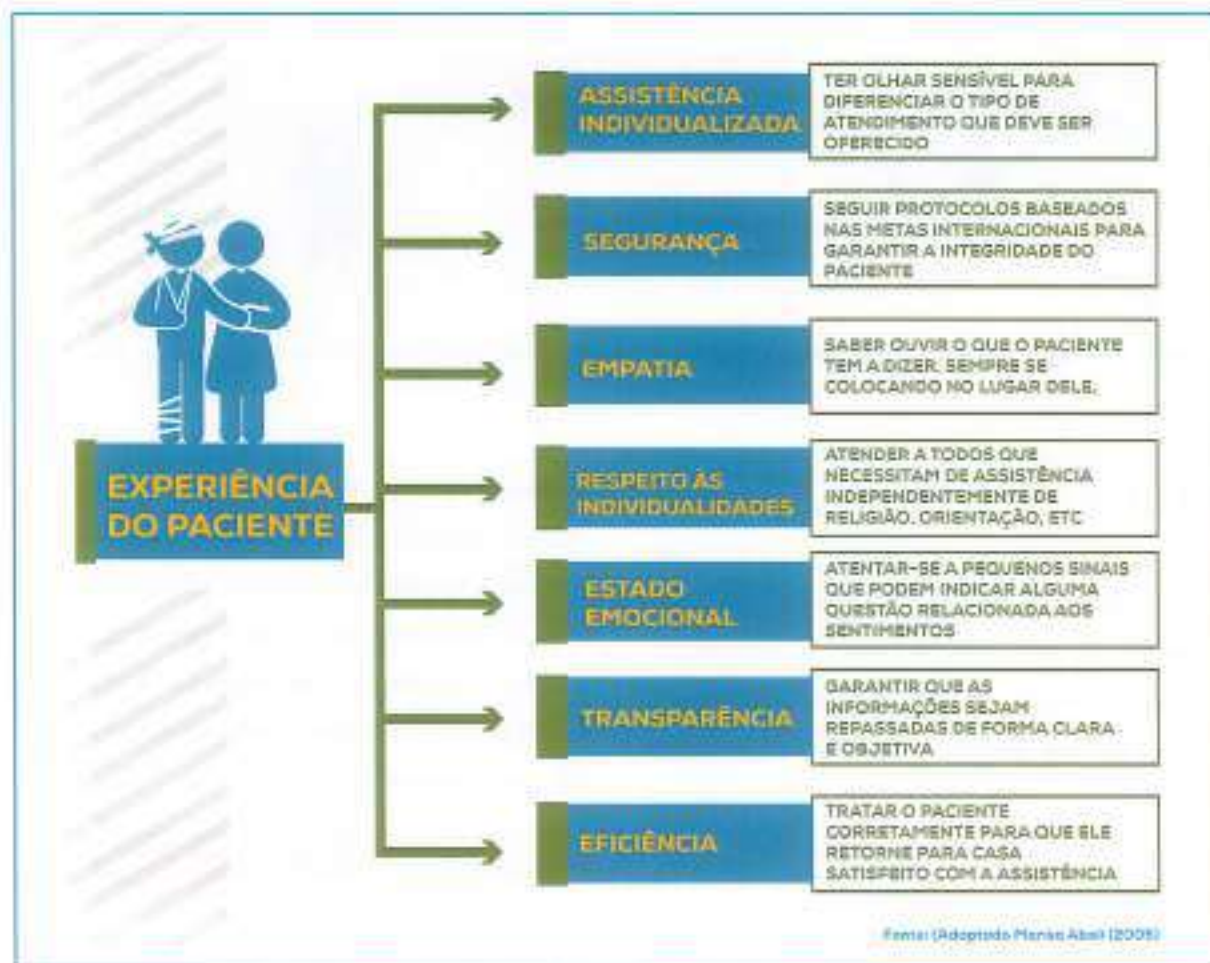 EXPERIÊNCIA
DO PACIENTE
ASSISTÊNCIA
INDIVIDUALIZADA
TER OLHAR SENSÍVEL PARA
DIFERENCIAR O TIPO DE
ATENDIMENTO QUE DEVE SER
OFERECIDO
SEGURANÇA
SEGUIR PROTOCOLOS BASEADOS
NAS METAS INTERNACIONAIS PARA
GARANTIR A INTEGRIDADE DO
PACIENTE
EMPATIA
SABER OUVIR O QUE O PACIENTE
TEM A DIZER, SEMPRE SE
COLOCANDO NO LUGAR DELE.
RESPEITO ÀS
INDIVIDUALIDADES
ATENDER A TODOS QUE
NECESSITAM DE ASSISTÊNCIA
INDEPENDENTEMENTE DE
RELIGIÃO, ORIENTAÇÃO, ETC
ESTADO
EMOCIONAL
ATENTAR-SE A PEQUENOS SINAIS
QUE PODEM INDICAR ALGUMA
QUESTÃO RELACIONADA AOS
SENTIMENTOS
TRANSPARÊNCIA
GARANTIR QUE AS
INFORMAÇÕES SEJAM
REPASSADAS DE FORMA CLARA
E OBJETIVA
EFICIÊNCIA
TRATAR O PACIENTE
CORRETAMENTE PARA QUE ELE
RETORNE PARA CASA
SATISFEITO COM A ASSISTÊNCIA
Fonte: (Adaptado